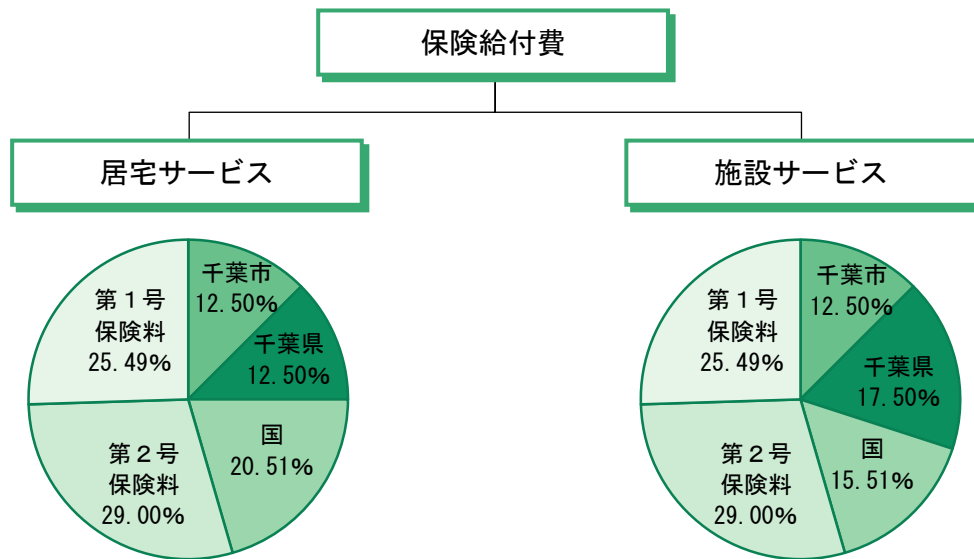 保険給付費
居宅サービス
千葉市
12.50%
千葉県
12.50%
国
20.51%
第２号
保険料
29.00%
第１号
保険料
25.49%
施設サービス
千葉市
12.50%
千葉県
17.50%
国
15.51%
第２号
保険料
29.00%
第１号
保険料
25.49%